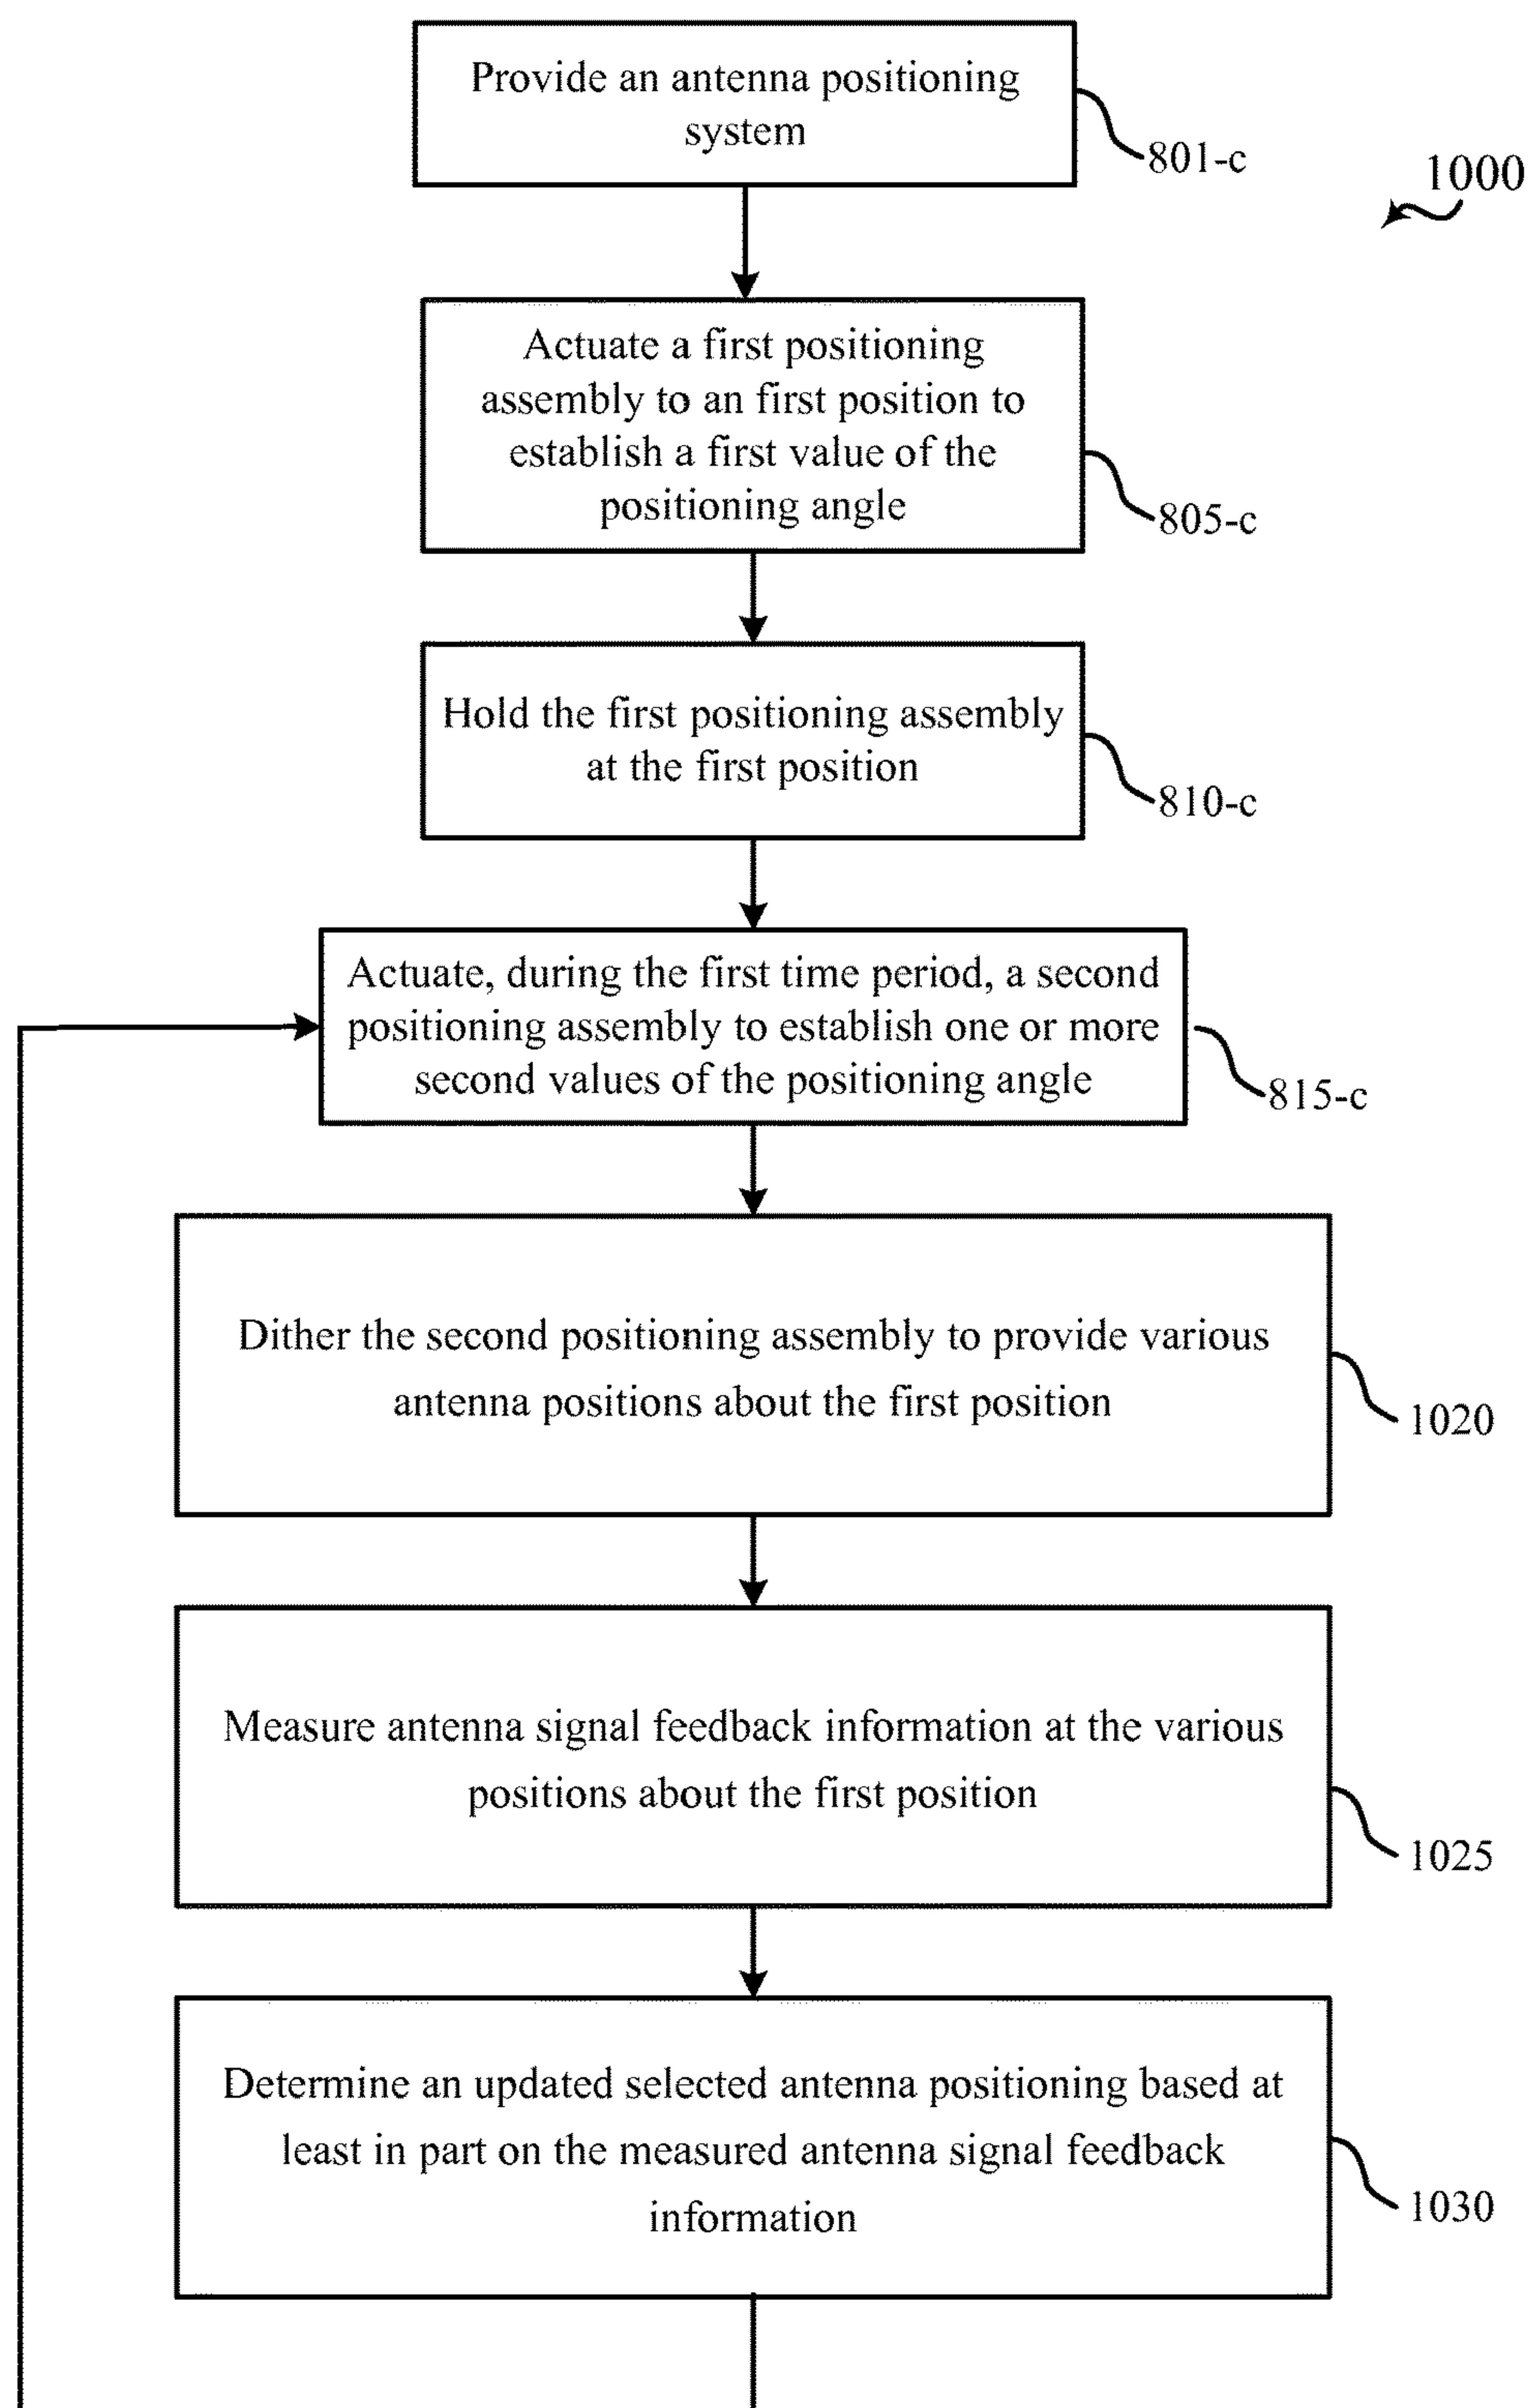 Provide an antenna positioning
system
801-c
1000
Actuate a first positioning
assembly to an first position to
establish a first value of the
positioning angle
805-c
Hold the first positioning assembly
at the first position
810-c
Actuate, during the first time period, a second
positioning assembly to establish one or more
second values of the positioning angle
815-c
Dither the second positioning assembly to provide various
antenna positions about the first position
1020
Measure antenna signal feedback information at the various
positions about the first position
1025
Determine an updated selected antenna positioning based at
least in part on the measured antenna signal feedback
information
1030